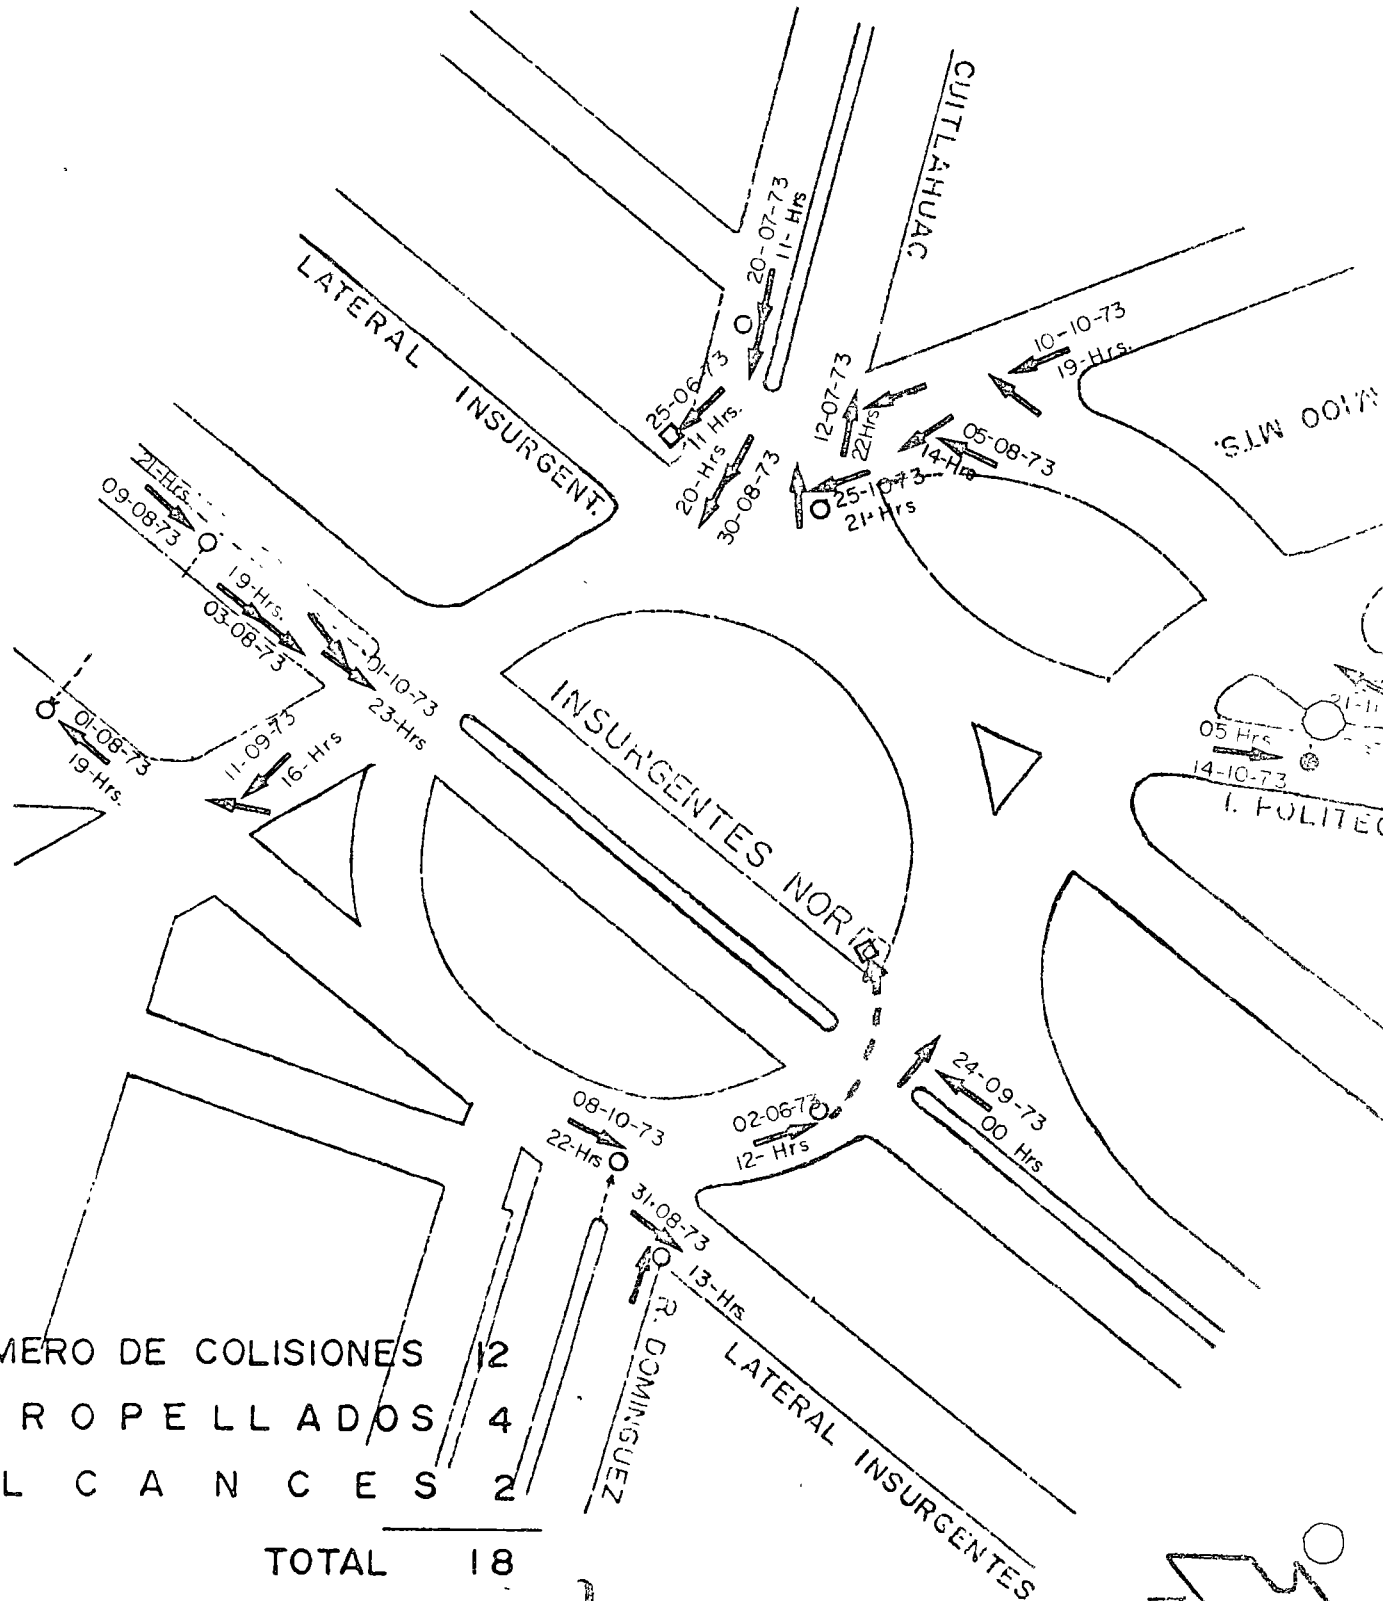 CUITLAHUAC
20-07-73
11- Hrs
LATERAL INSURGENT.
25-06-73
11 Hrs.
20-Hrs
30-08-73
12-07-73
22Hrs
10-10-73
19-Hrs.
05-08-73
14-Hrs
25-10-73
21-Hrs
MTS.
21-Hrs.
09-08-73
19-Hrs.
03-08-73
01-10-73
23-Hrs
01-08-73
19-Hrs.
11-09-73
16-Hrs
INSURGENTES NOR
05 Hrs
14-10-73
I. POLITEC
24-09-73
00 Hrs
08-10-73
22-Hrs
02-06-73
12- Hrs
31-08-73
13-Hrs
R. DOMINGUEZ
LATERAL INSURGENTES
MERO DE COLISIONES 12
ROPELLADOS 4
LCANCES 2
TOTAL 18